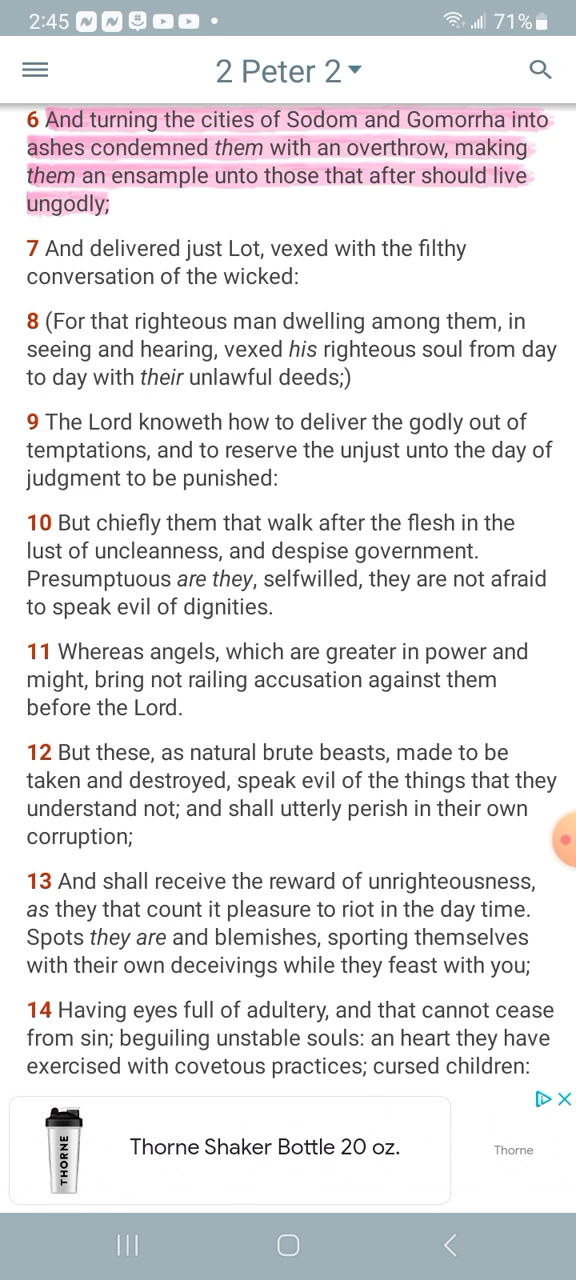 2:45 71%
2 Peter 2
6 And turning the cities of Sodom and Gomorrha into
ashes condemned them with an overthrow, making
them an ensample unto those that after should live
ungodly;
7 And delivered just Lot, vexed with the filthy
conversation of the wicked:
8 (For that righteous man dwelling among them, in
seeing and hearing, vexed his righteous soul from day
to day with their unlawful deeds;)
9 The Lord knoweth how to deliver the godly out of
temptations, and to reserve the unjust unto the day of
judgment to be punished:
10 But chiefly them that walk after the flesh in the
lust of uncleanness, and despise government.
Presumptuous are they, selfwilled, they are not afraid
to speak evil of dignities.
11 Whereas angels, which are greater in power and
might, bring not railing accusation against them
before the Lord.
12 But these, as natural brute beasts, made to be
taken and destroyed, speak evil of the things that they
understand not; and shall utterly perish in their own
corruption;
13 And shall receive the reward of unrighteousness,
as they that count it pleasure to riot in the day time.
Spots they are and blemishes, sporting themselves
with their own deceivings while they feast with you;
14 Having eyes full of adultery, and that cannot cease
from sin; beguiling unstable souls: an heart they have
exercised with covetous practices; cursed children:
THORNE
Thorne Shaker Bottle 20 oz.
Thorne